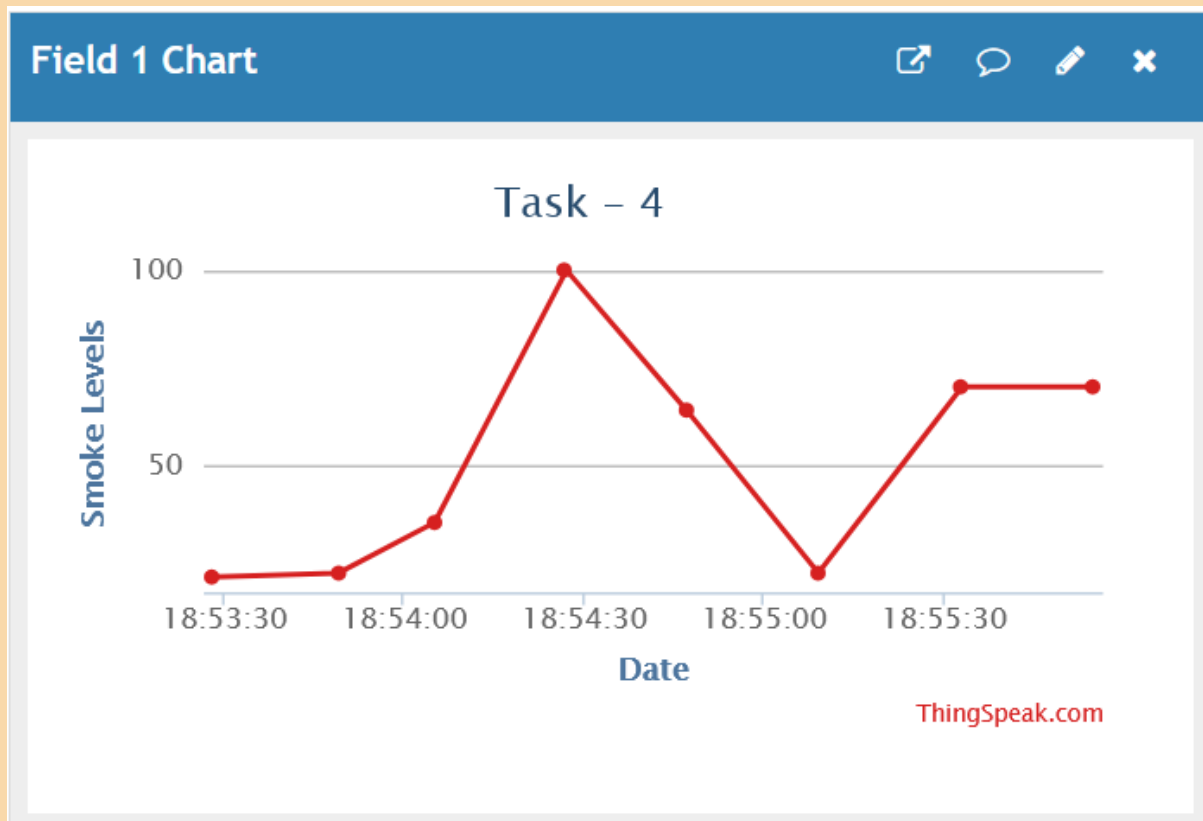 Field 1 Chart
Task – 4
100
50
Smoke Levels
18:53:30 18:54:00 18:54:30 18:55:00 18:55:30
Date
ThingSpeak.com